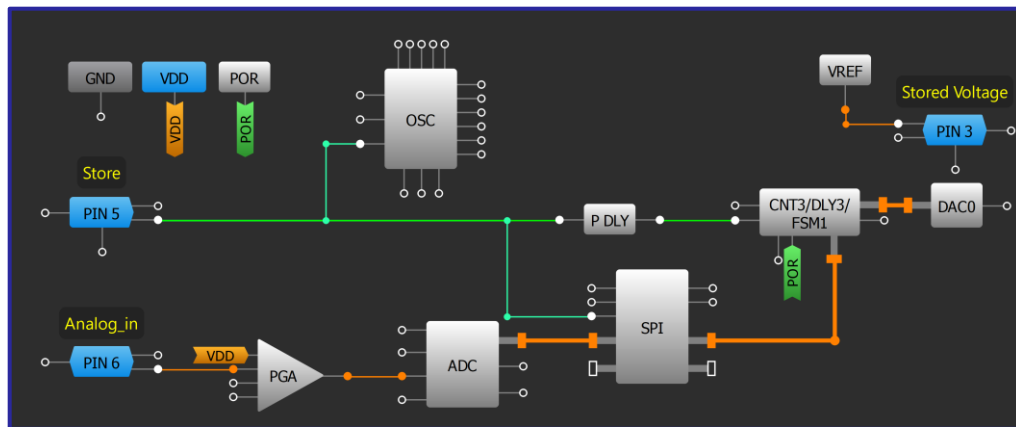 GND
VDD
POR
VDD
POR
OSC
VREF
Stored Voltage
PIN 3
Store
PIN 5
P DLY
CNT3/DLY3/
FSM1
DAC0
POR
Analog_in
PIN 6
VDD
PGA
ADC
SPI